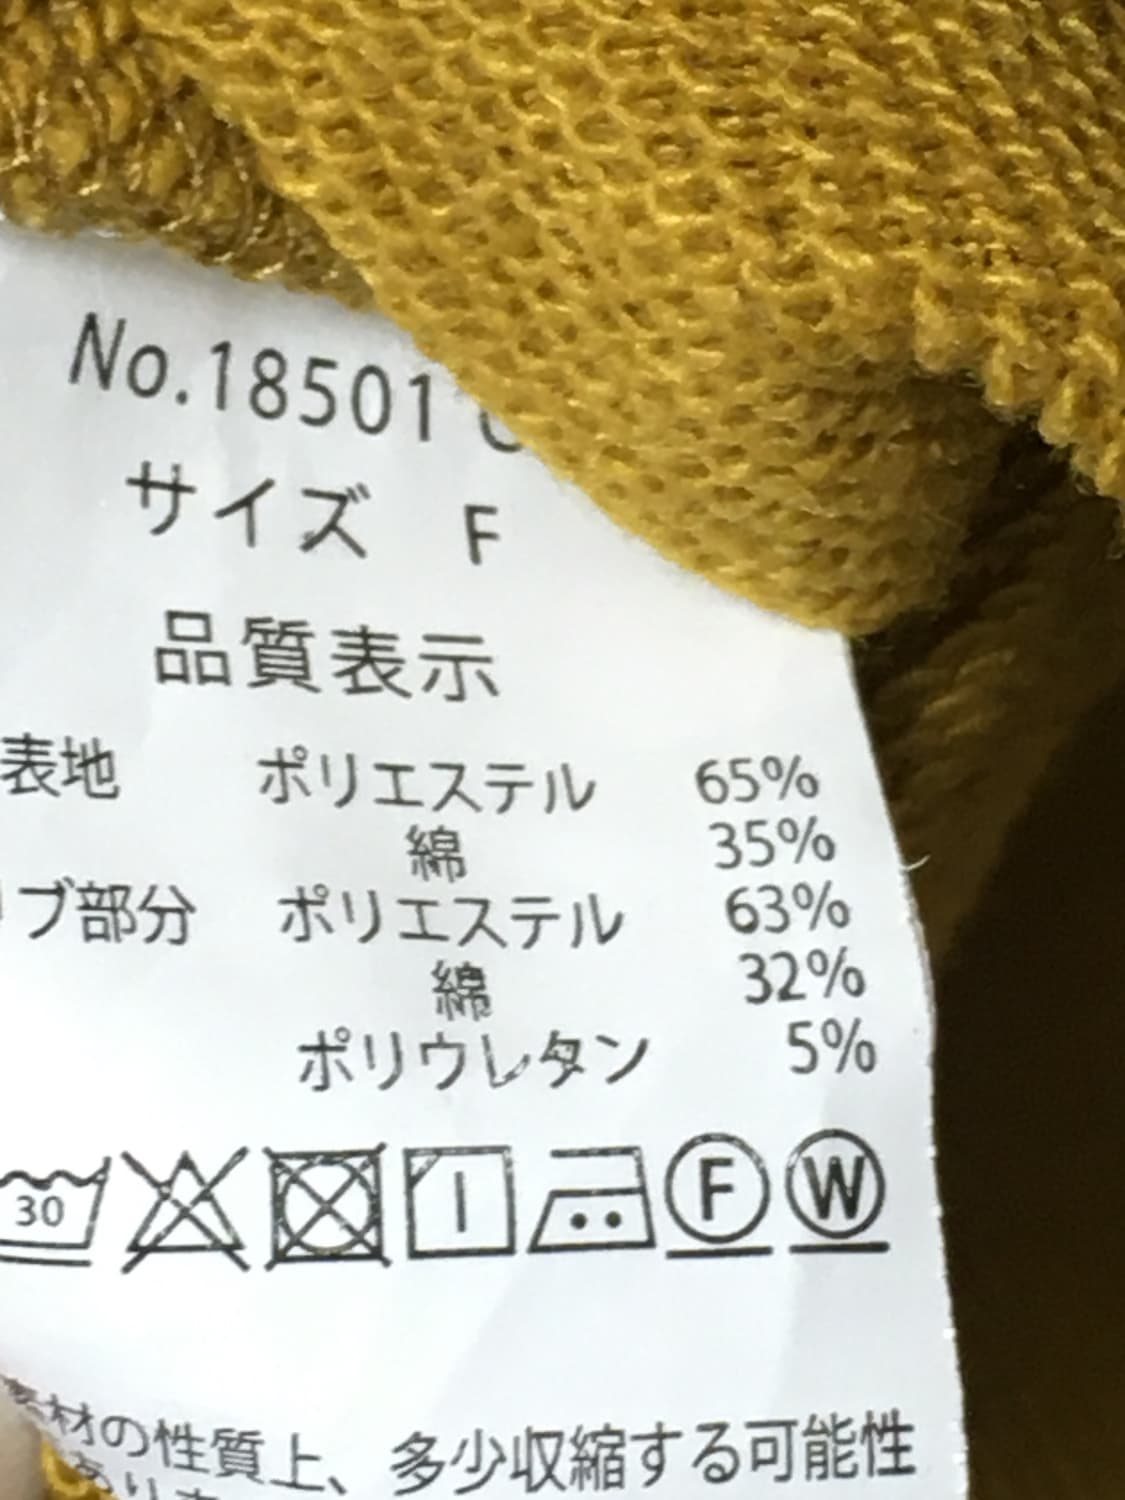 No.18501
サイズ F
品質表示
表地 ポリエステル 65%
綿 35%
リブ部分 ポリエステル 63%
綿 32%
ポリウレタン 5%
30 F W
素材の性質上、多少収縮する可能性